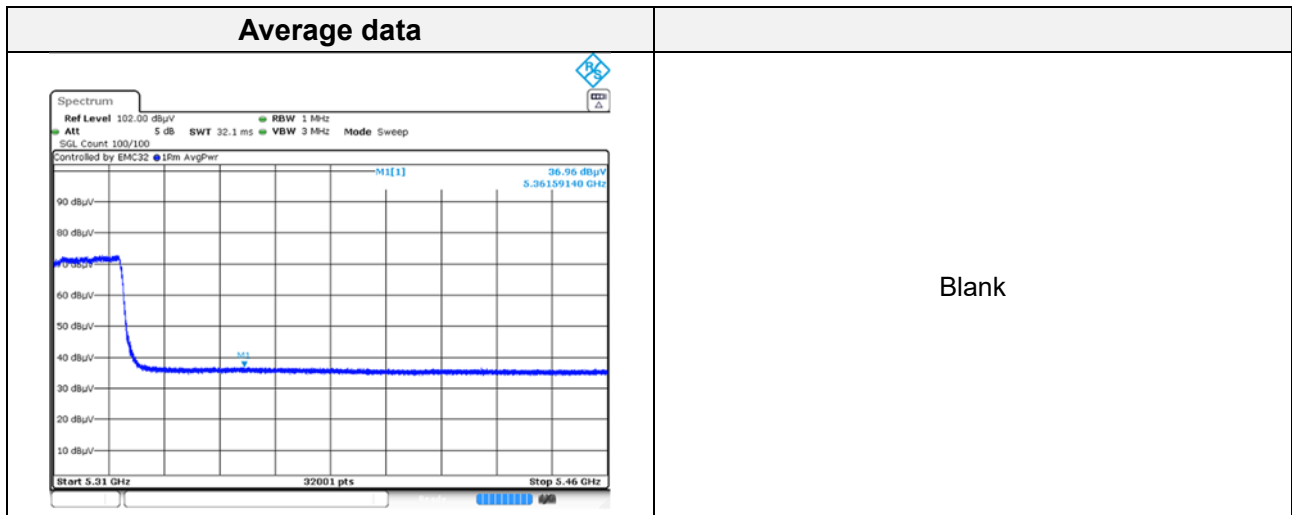 Average data
R&S
Spectrum
Ref Level 102.00 dBµV RBW 1 MHz
Att 5 dB SWT 32.1 ms VBW 3 MHz Mode Sweep
SGL Count 100/100
Controlled by EMC32 1Rm AvgPwr
M1[1] 36.96 dBµV
5.36159140 GHz
90 dBµV
80 dBµV
70 dBµV
60 dBµV
50 dBµV
40 dBµV
M1
30 dBµV
20 dBµV
10 dBµV
Start 5.31 GHz 32001 pts Stop 5.46 GHz
Blank